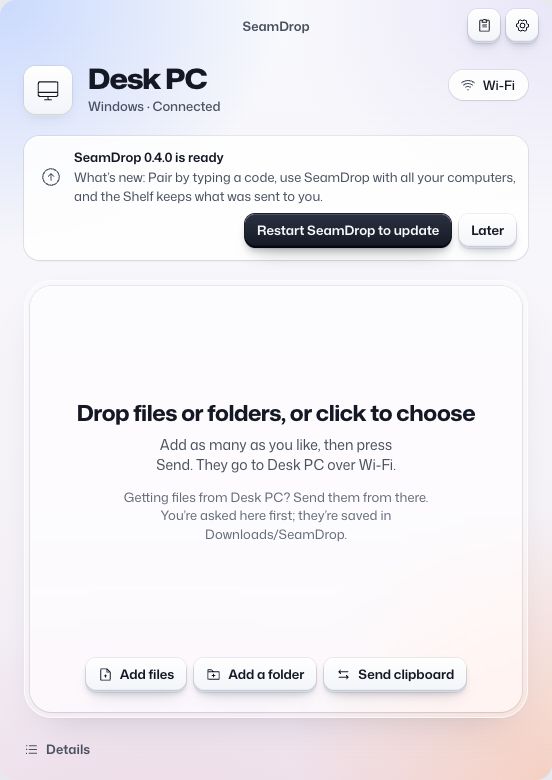 SeamDrop
Desk PC
Windows · Connected
Wi-Fi
SeamDrop 0.4.0 is ready
What’s new: Pair by typing a code, use SeamDrop with all your computers,
and the Shelf keeps what was sent to you.
Restart SeamDrop to update
Later
Drop files or folders, or click to choose
Add as many as you like, then press
Send. They go to Desk PC over Wi-Fi.
Getting files from Desk PC? Send them from there.
You’re asked here first; they’re saved in
Downloads/SeamDrop.
Add files
Add a folder
Send clipboard
Details